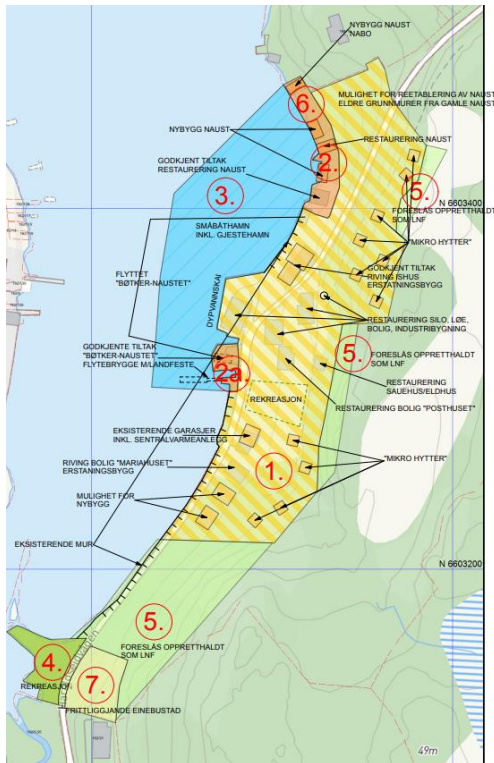 NYBYGG NAUST
NABO
MULIGHET FOR REETABLERING AV NAUST
ELDRE GRUNNMURER FRA GAMLE NAUST
6.
NYBYGG NAUST
RESTAURERING NAUST
2.
GODKJENT TILTAK
RESTAURERING NAUST
3.
5.
N 6603400
FORESLÅS OPPRETTHALDT
SOM LNF
SMÅBÅTHAMN
INKL. GJESTEHAMN
"MIKRO HYTTER"
GODKJENT TILTAK
RIVING ISHUS
ERSTATNINGSBYGG
FLYTTET
"BØTKER-NAUSTET"
DYPVANNSKAI
RESTAURERING SILO, LØE,
BOLIG, INDUSTRIBYGNING
GODKJENTE TILTAK
"BØTKER-NAUSTET"
FLYTEBRYGGE M/LANDFESTE
2a.
5.
FORESLÅS OPPRETTHALDT
SOM LNF
RESTAURERING
SAUEHUS/ELDHUS
REKREASJON
RESTAURERING BOLIG "POSTHUSET"
EKSISTERENDE GARASJER
INKL. SENTRALVARMEANLEGG
RIVING BOLIG "MARIAHUSET"
ERSTANINGSBYGG
1.
"MIKRO HYTTER"
MULIGHET FOR
NYBYGG
EKSISTERENDE MUR
N 6603200
5.
FORESLÅS OPPRETTHALDT
SOM LNF
4.
REKREASJON
7.
FRITTLIGGJANDE EINEBUSTAD
49m